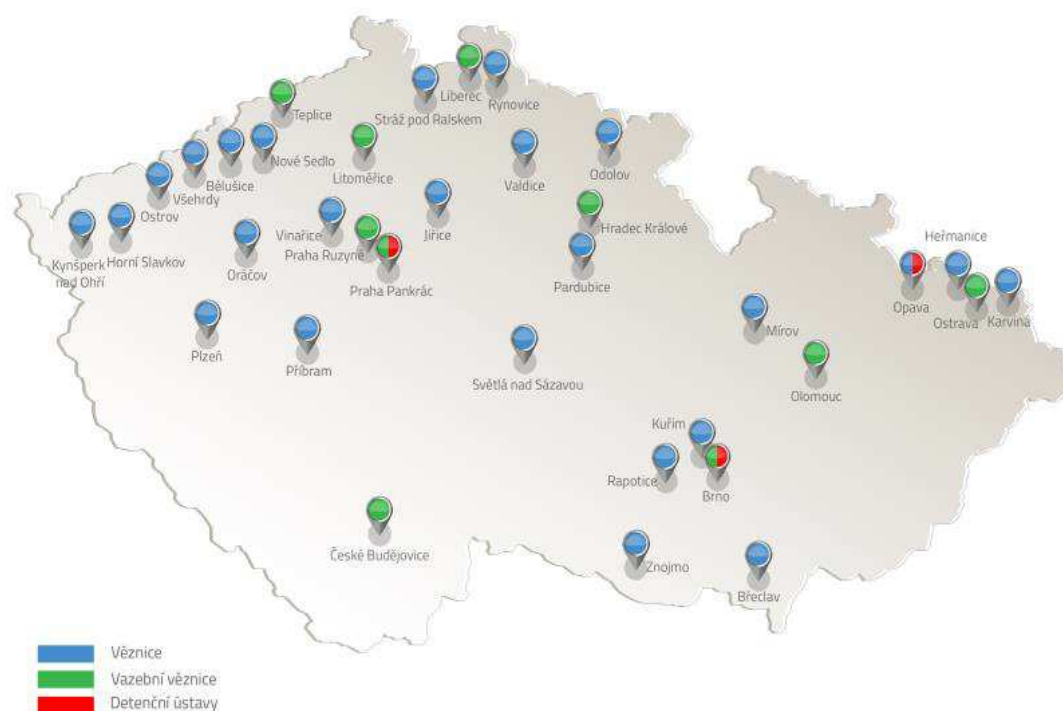 Liberec
Rýnovice
Stráž pod Ralskem
Teplice
Nové Sedlo
Litoměřice
Valdice
Odolov
Bělušice
Všehrdy
Ostrov
Horní Slavkov
Kynšperk
nad Ohří
Oráčov
Vinařice
Praha Ruzyně
Praha Pankrác
Jiřice
Hradec Králové
Pardubice
Heřmanice
Opava
Ostrava
Karviná
Mírov
Plzeň
Příbram
Světlá nad Sázavou
Olomouc
Kuřim
Rapotice
Brno
České Budějovice
Znojmo
Břeclav
Věznice
Vazební věznice
Detenční ústavy